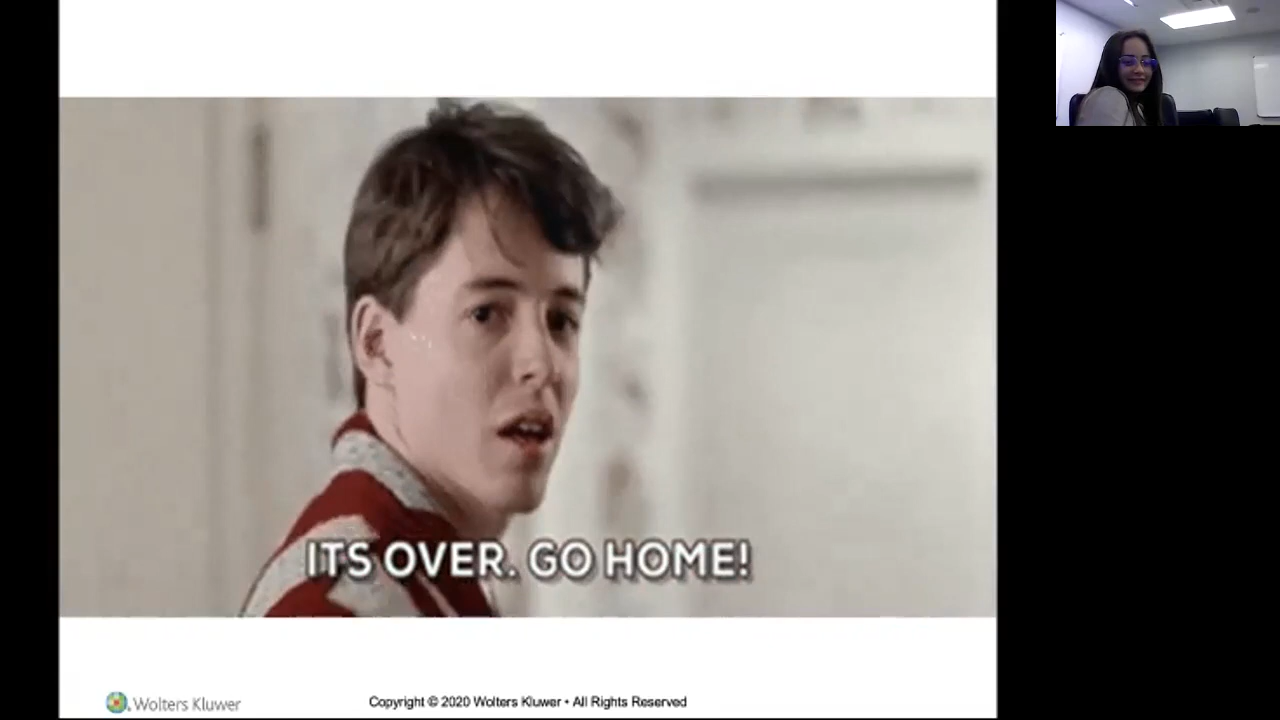 ITS OVER. GO HOME!
Wolters Kluwer
Copyright © 2020 Wolters Kluwer • All Rights Reserved